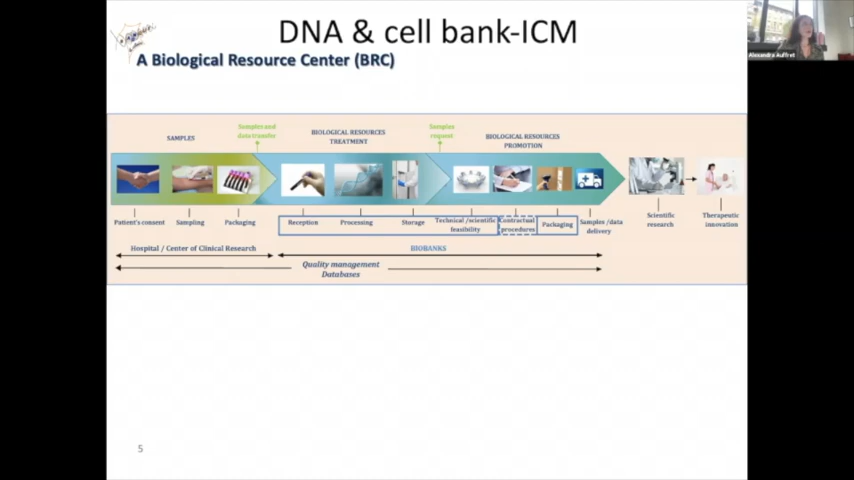 DNA & cell bank-ICM
A Biological Resource Center (BRC)
Alexandra Auffret
SAMPLES
Samples and
data transfer
BIOLOGICAL RESOURCES
TREATMENT
Samples
request
BIOLOGICAL RESOURCES
PROMOTION
Patient's consent
Sampling
Packaging
Reception
Processing
Storage
Technical /scientific
feasibility
Contractual
procedures
Packaging
Samples /data
delivery
Scientific
research
Therapeutic
innovation
Hospital / Center of Clinical Research
BIOBANKS
Quality management
Databases
5